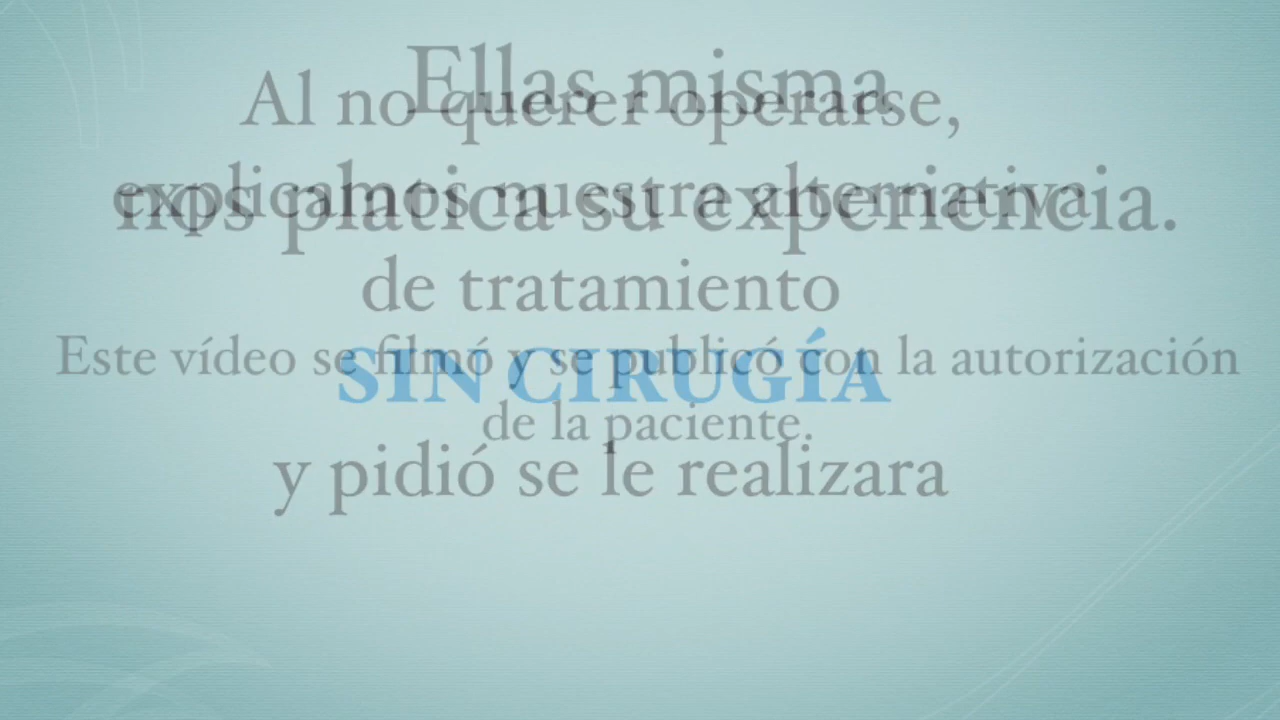 Al no querer operarse,
explicamos nuestra alternativa
de tratamiento
SIN CIRUGÍA
y pidió se le realizara
Ellas misma
nos platica su experiencia.
Este vídeo se filmó y se publicó con la autorización
de la paciente.